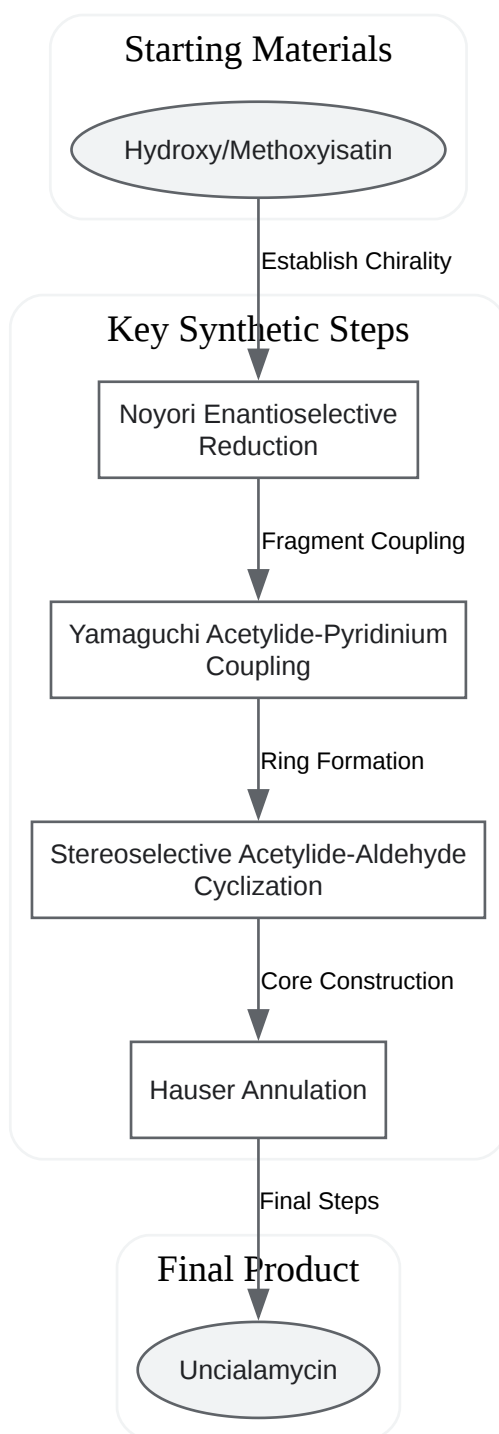 Starting Materials
Hydroxy/Methoxyisatin
Establish Chirality
Key Synthetic Steps
Noyori Enantioselective
Reduction
Fragment Coupling
Yamaguchi Acetylide-Pyridinium
Coupling
Ring Formation
Stereoselective Acetylide-Aldehyde
Cyclization
Core Construction
Hauser Annulation
Final Steps
Final Product
Uncialamycin